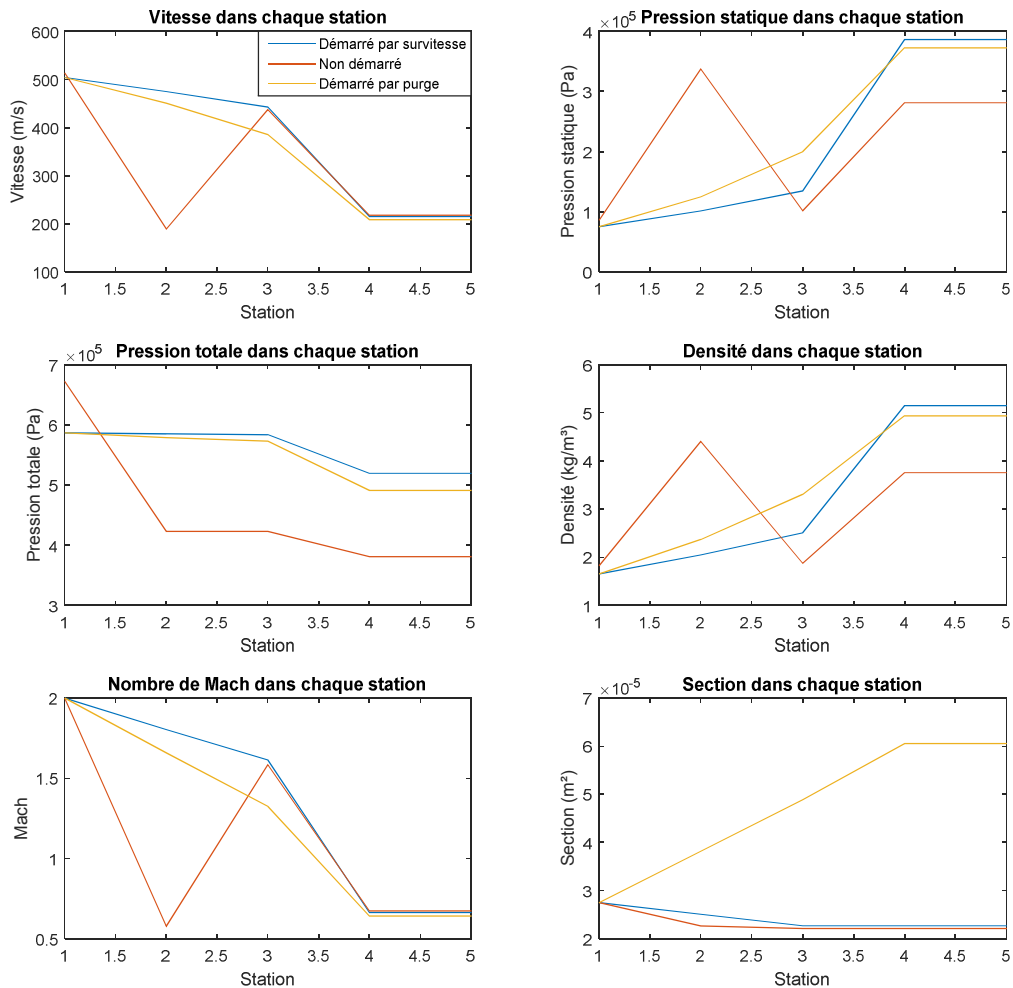 Vitesse dans chaque station
600
500
400
300
200
100
Vitesse (m/s)
Démarré par survitesse
Non démarré
Démarré par purge
1 1.5 2 2.5 3 3.5 4 4.5 5
Station
Pression statique dans chaque station
×10^5
4
3
2
1
0
Pression statique (Pa)
1 1.5 2 2.5 3 3.5 4 4.5 5
Station
Pression totale dans chaque station
×10^5
7
6
5
4
3
Pression totale (Pa)
1 1.5 2 2.5 3 3.5 4 4.5 5
Station
Densité dans chaque station
6
5
4
3
2
1
Densité (kg/m³)
1 1.5 2 2.5 3 3.5 4 4.5 5
Station
Nombre de Mach dans chaque station
2
1.5
1
0.5
Mach
1 1.5 2 2.5 3 3.5 4 4.5 5
Station
Section dans chaque station
×10^-5
7
6
5
4
3
2
Section (m²)
1 1.5 2 2.5 3 3.5 4 4.5 5
Station